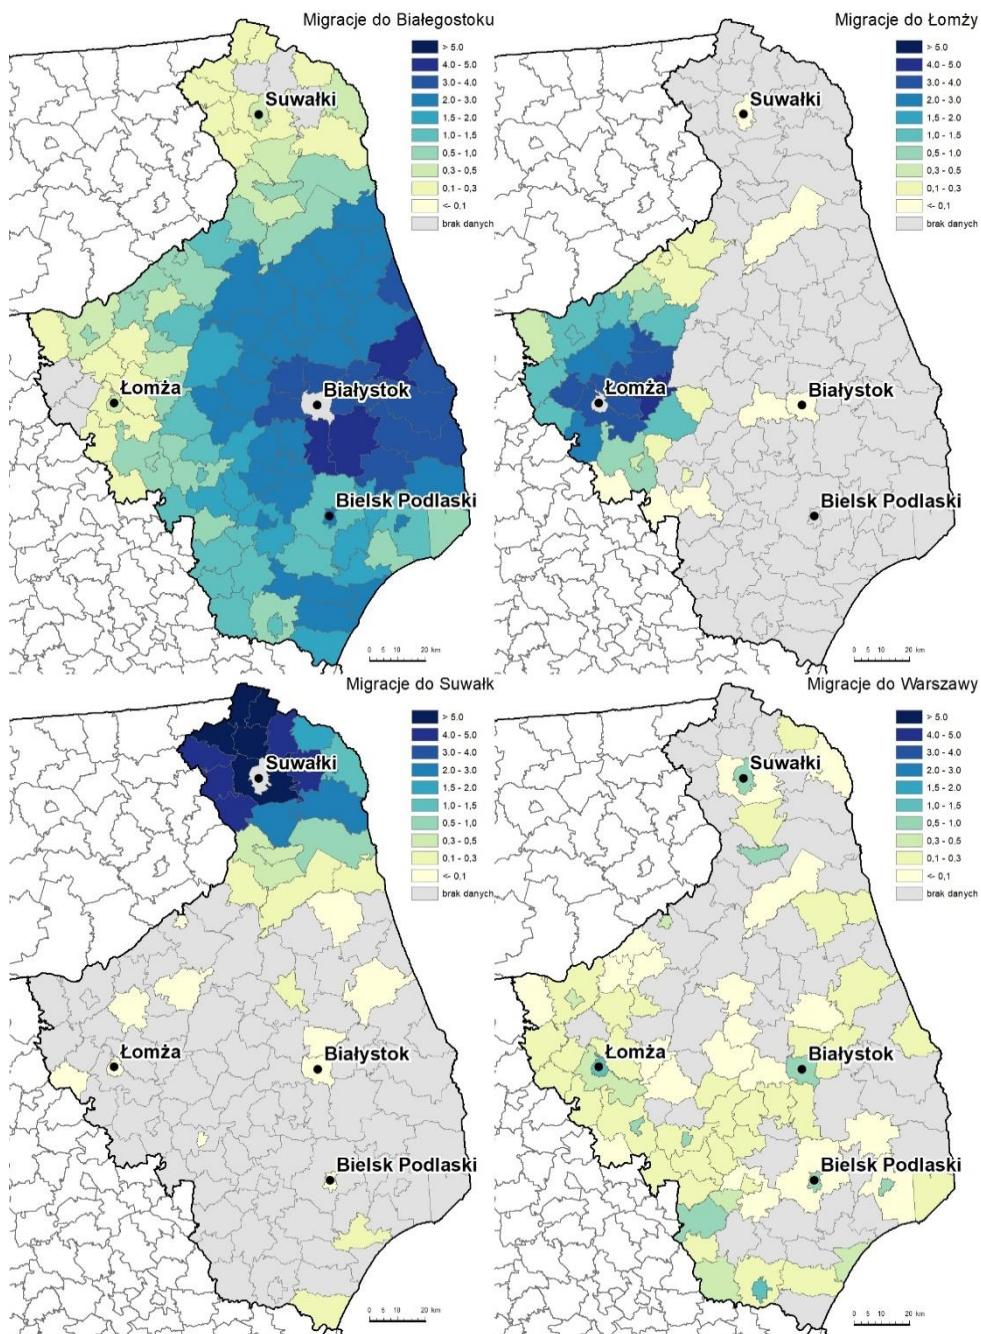 Migracje do Białegostoku
> 5.0
4.0 - 5.0
3.0 - 4.0
2.0 - 3.0
1.5 - 2.0
1.0 - 1,5
0.5 - 1.0
0.3 - 0.5
0.1 - 0.3
<- 0,1
brak danych
Suwałki
Łomża
Białystok
Bielsk Podlaski
0 5 10 20 km
Migracje do Łomży
> 5.0
4.0 - 5.0
3.0 - 4.0
2.0 - 3.0
1.5 - 2.0
1.0 - 1,5
0.5 - 1.0
0.3 - 0.5
0.1 - 0.3
<- 0,1
brak danych
Suwałki
Łomża
Białystok
Bielsk Podlaski
0 5 10 20 km
Migracje do Suwałk
> 5.0
4.0 - 5.0
3.0 - 4.0
2.0 - 3.0
1.5 - 2.0
1.0 - 1,5
0.5 - 1.0
0.3 - 0.5
0.1 - 0.3
<- 0,1
brak danych
Suwałki
Łomża
Białystok
Bielsk Podlaski
0 5 10 20 km
Migracje do Warszawy
> 5.0
4.0 - 5.0
3.0 - 4.0
2.0 - 3.0
1.5 - 2.0
1.0 - 1,5
0.5 - 1.0
0.3 - 0.5
0.1 - 0.3
<- 0,1
brak danych
Suwałki
Łomża
Białystok
Bielsk Podlaski
0 5 10 20 km